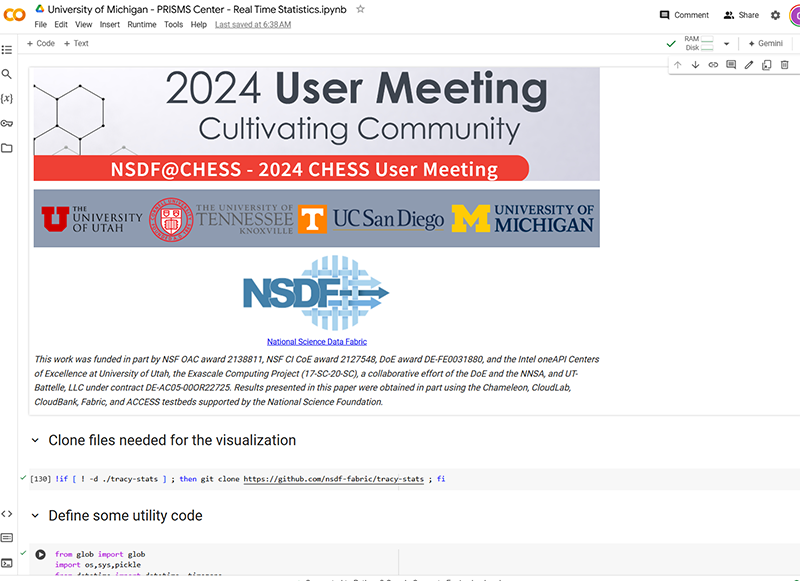 University of Michigan - PRISMS Center - Real Time Statistics.ipynb
Comment
Share
File Edit View Insert Runtime Tools Help Last saved at 6:38 AM
+ Code + Text
RAM
Disk
Gemini
2024 User Meeting
Cultivating Community
NSDF@CHESS - 2024 CHESS User Meeting
THE UNIVERSITY OF UTAH
THE UNIVERSITY OF TENNESSEE KNOXVILLE
UC San Diego
UNIVERSITY OF MICHIGAN
NSDF
National Science Data Fabric
This work was funded in part by NSF OAC award 2138811, NSF CI CoE award 2127548, DoE award DE-FE0031880, and the Intel oneAPI Centers
of Excellence at University of Utah, the Exascale Computing Project (17-SC-20-SC), a collaborative effort of the DoE and the NNSA, and UT-
Battelle, LLC under contract DE-AC05-00OR22725. Results presented in this paper were obtained in part using the Chameleon, CloudLab,
CloudBank, Fabric, and ACCESS testbeds supported by the National Science Foundation.
Clone files needed for the visualization
[130] !if [ ! -d ./tracy-stats ] ; then git clone https://github.com/nsdf-fabric/tracy-stats ; fi
Define some utility code
from glob import glob
import os,sys,pickle